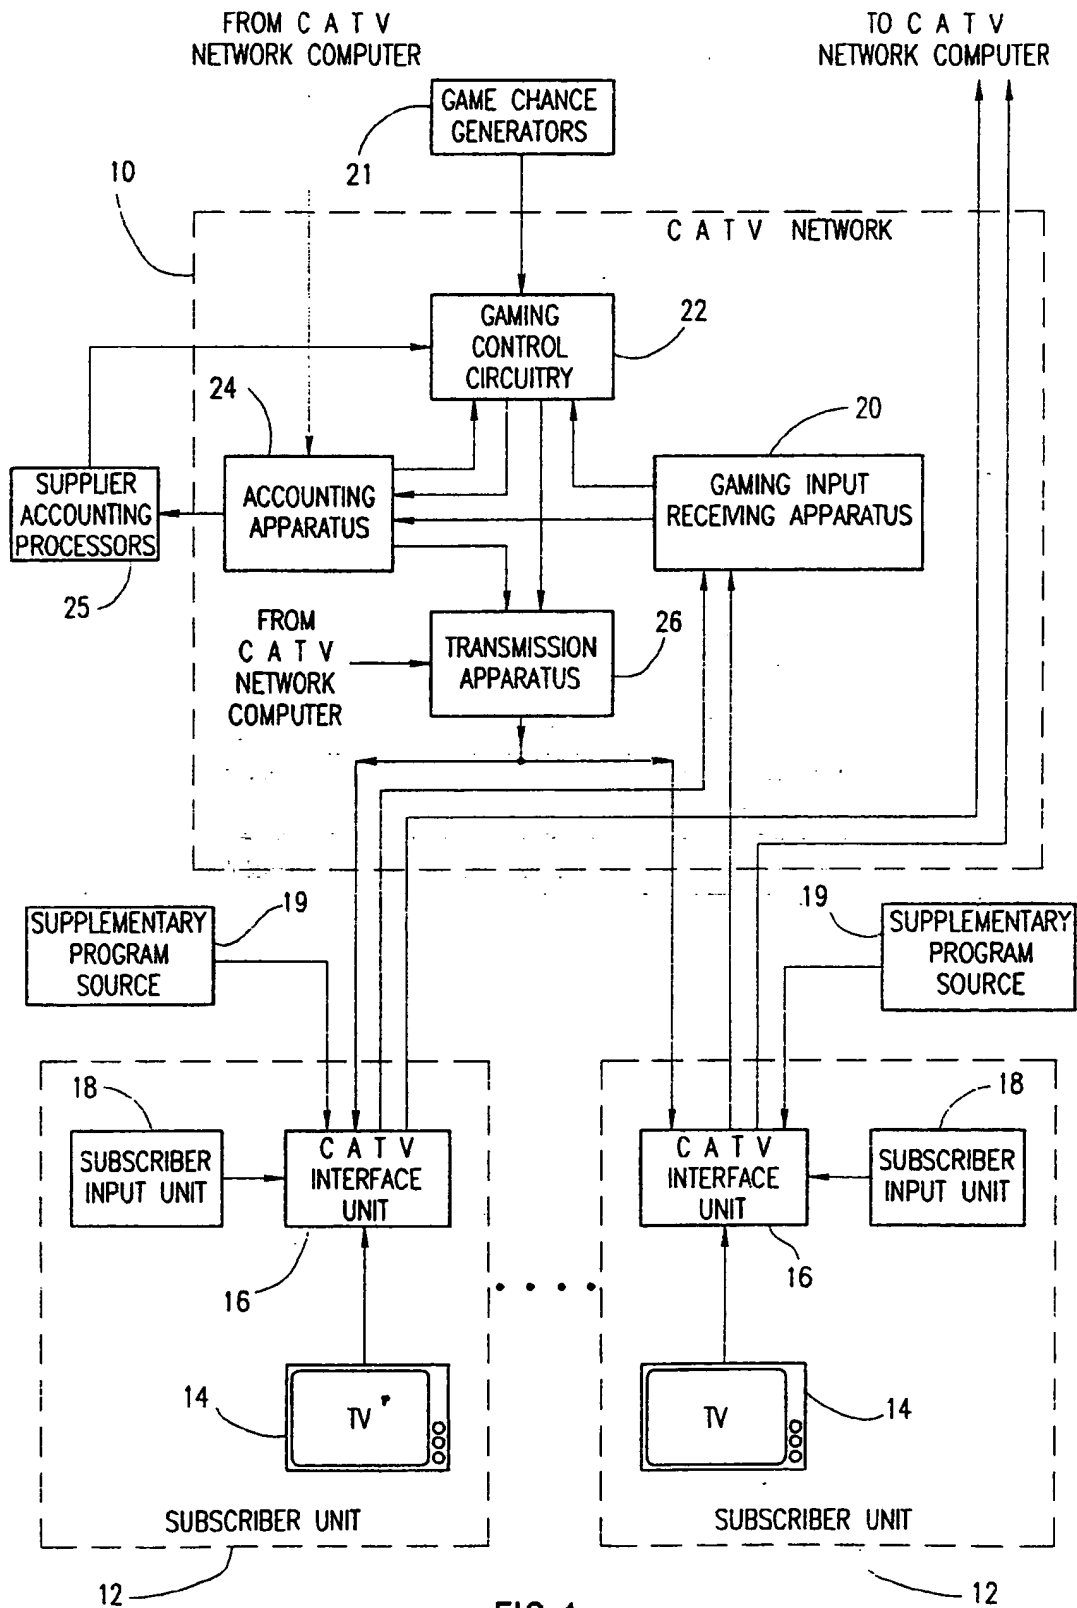 FROM C A T V
NETWORK COMPUTER
TO C A T V
NETWORK COMPUTER
GAME CHANCE
GENERATORS
21
10
C A T V NETWORK
GAMING
CONTROL
CIRCUITRY
22
24
20
SUPPLIER
ACCOUNTING
PROCESSORS
25
ACCOUNTING
APPARATUS
GAMING INPUT
RECEIVING APPARATUS
FROM
C A T V
NETWORK
COMPUTER
TRANSMISSION
APPARATUS
26
SUPPLEMENTARY
PROGRAM
SOURCE
19
19
SUPPLEMENTARY
PROGRAM
SOURCE
18
SUBSCRIBER
INPUT UNIT
C A T V
INTERFACE
UNIT
16
C A T V
INTERFACE
UNIT
16
18
SUBSCRIBER
INPUT UNIT
14
TV
TV
14
SUBSCRIBER UNIT
SUBSCRIBER UNIT
12
12